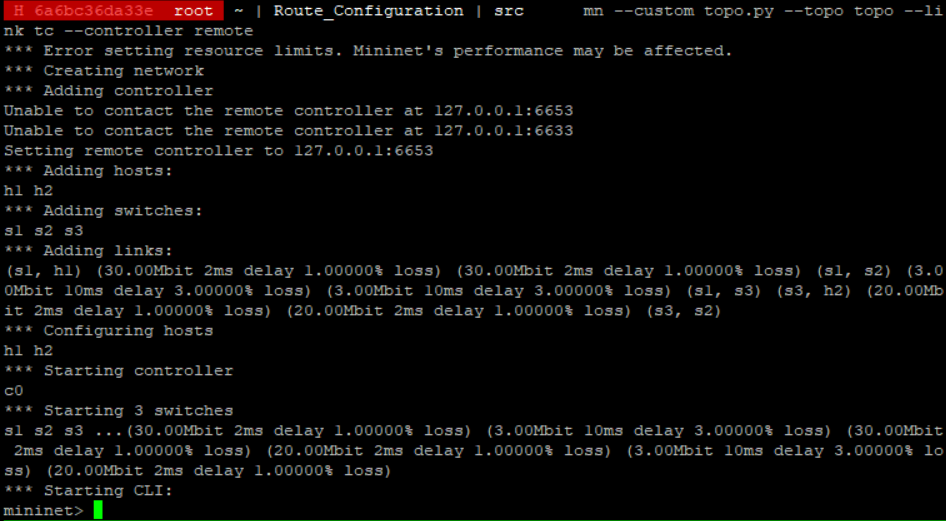 H 6a6bc36da33e root ~ | Route_Configuration | src mn --custom topo.py --topo topo --li
nk tc --controller remote
*** Error setting resource limits. Mininet's performance may be affected.
*** Creating network
*** Adding controller
Unable to contact the remote controller at 127.0.0.1:6653
Unable to contact the remote controller at 127.0.0.1:6633
Setting remote controller to 127.0.0.1:6653
*** Adding hosts:
h1 h2
*** Adding switches:
s1 s2 s3
*** Adding links:
(s1, h1) (30.00Mbit 2ms delay 1.00000% loss) (30.00Mbit 2ms delay 1.00000% loss) (s1, s2) (3.0
0Mbit 10ms delay 3.00000% loss) (3.00Mbit 10ms delay 3.00000% loss) (s1, s3) (s3, h2) (20.00Mb
it 2ms delay 1.00000% loss) (20.00Mbit 2ms delay 1.00000% loss) (s3, s2)
*** Configuring hosts
h1 h2
*** Starting controller
c0
*** Starting 3 switches
s1 s2 s3 ...(30.00Mbit 2ms delay 1.00000% loss) (3.00Mbit 10ms delay 3.00000% loss) (30.00Mbit
2ms delay 1.00000% loss) (20.00Mbit 2ms delay 1.00000% loss) (3.00Mbit 10ms delay 3.00000% lo
ss) (20.00Mbit 2ms delay 1.00000% loss)
*** Starting CLI:
mininet>